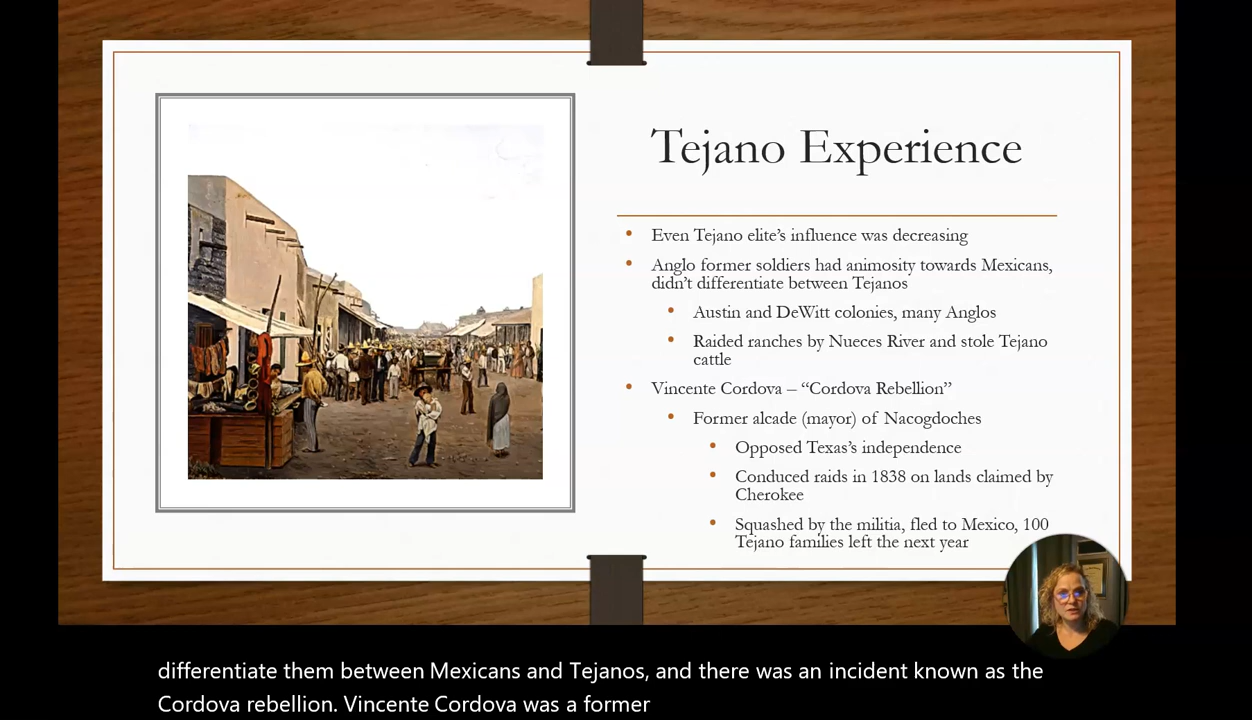 Tejano Experience
Even Tejano elite's influence was decreasing
Anglo former soldiers had animosity towards Mexicans,
didn't differentiate between Tejanos
Austin and DeWitt colonies, many Anglos
Raided ranches by Nueces River and stole Tejano
cattle
Vincente Cordova – “Cordova Rebellion”
Former alcade (mayor) of Nacogdoches
Opposed Texas's independence
Conduced raids in 1838 on lands claimed by
Cherokee
Squashed by the militia, fled to Mexico, 100
Tejano families left the next year
differentiate them between Mexicans and Tejanos, and there was an incident known as the
Cordova rebellion. Vincente Cordova was a former